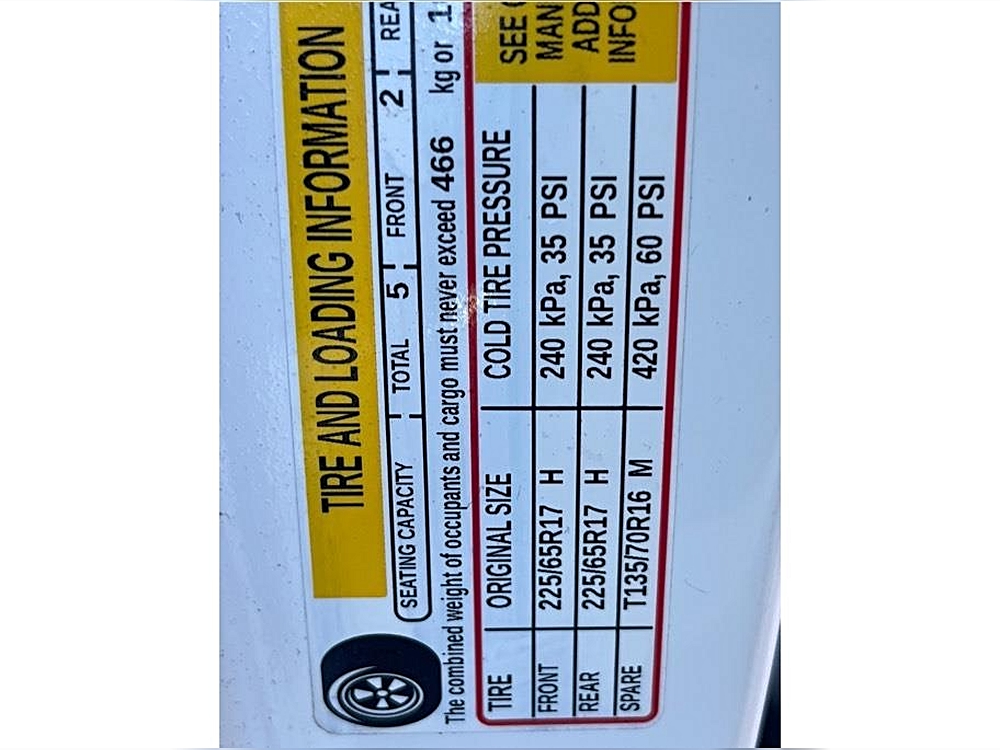 TIRE AND LOADING INFORMATION
SEATING CAPACITY TOTAL 5 FRONT 2
The combined weight of occupants and cargo must never exceed 466 kg or
TIRE ORIGINAL SIZE COLD TIRE PRESSURE SEE
FRONT 225/65R17 H 240 kPa, 35 PSI
REAR 225/65R17 H 240 kPa, 35 PSI
SPARE T135/70R16 M 420 kPa, 60 PSI